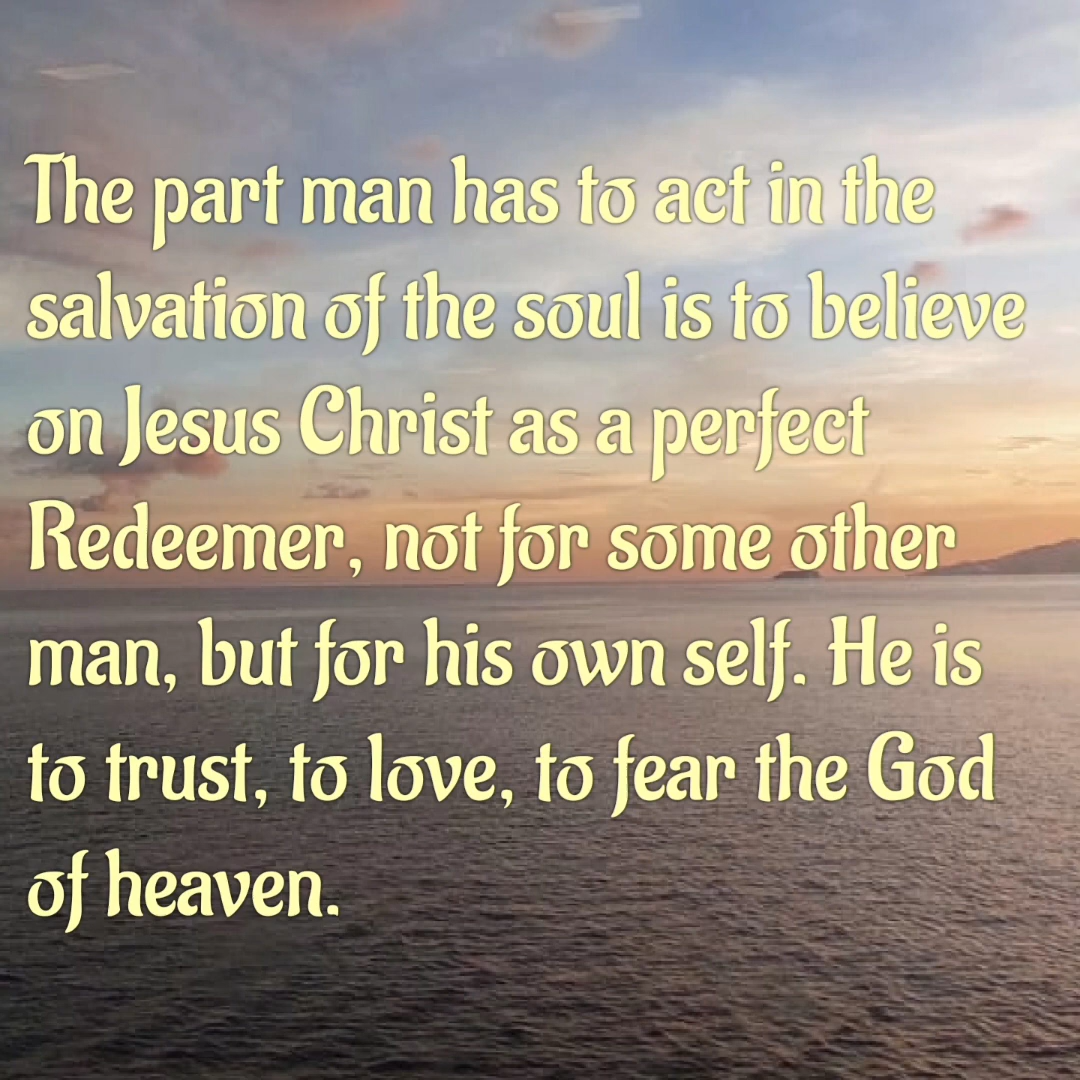 The part man has to act in the
salvation of the soul is to believe
on Jesus Christ as a perfect
Redeemer, not for some other
man, but for his own self. He is
to trust, to love, to fear the God
of heaven.